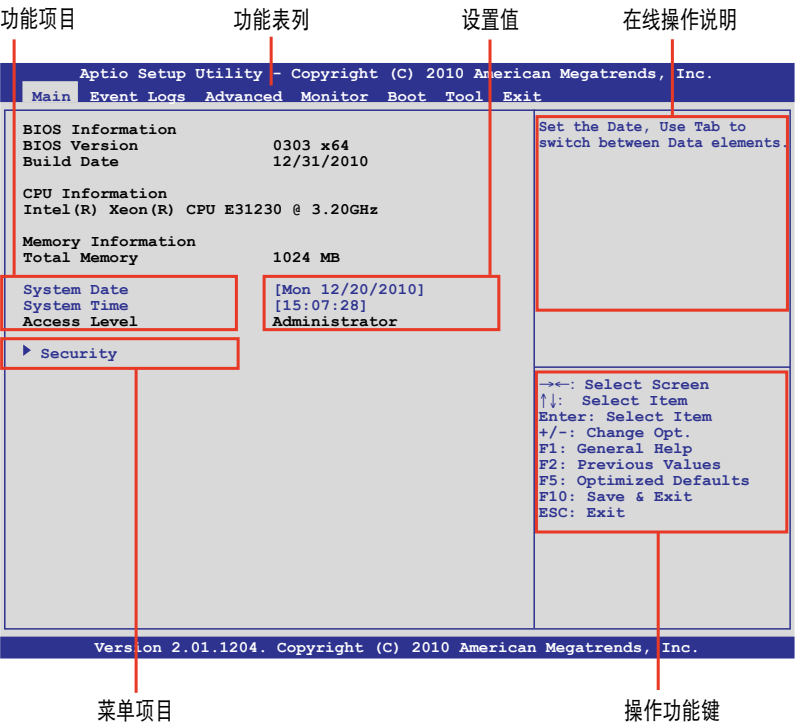 功能项目 功能表列 设置值 在线操作说明
Aptio Setup Utility - Copyright (C) 2010 American Megatrends, Inc.
Main Event Logs Advanced Monitor Boot Tool Exit
BIOS Information
BIOS Version 0303 x64
Build Date 12/31/2010
CPU Information
Intel(R) Xeon(R) CPU E31230 @ 3.20GHz
Memory Information
Total Memory 1024 MB
System Date [Mon 12/20/2010]
System Time [15:07:28]
Access Level Administrator
Security
Set the Date, Use Tab to
switch between Data elements.
→←: Select Screen
↑↓: Select Item
Enter: Select Item
+/-: Change Opt.
F1: General Help
F2: Previous Values
F5: Optimized Defaults
F10: Save & Exit
ESC: Exit
Version 2.01.1204. Copyright (C) 2010 American Megatrends, Inc.
菜单项目 操作功能键